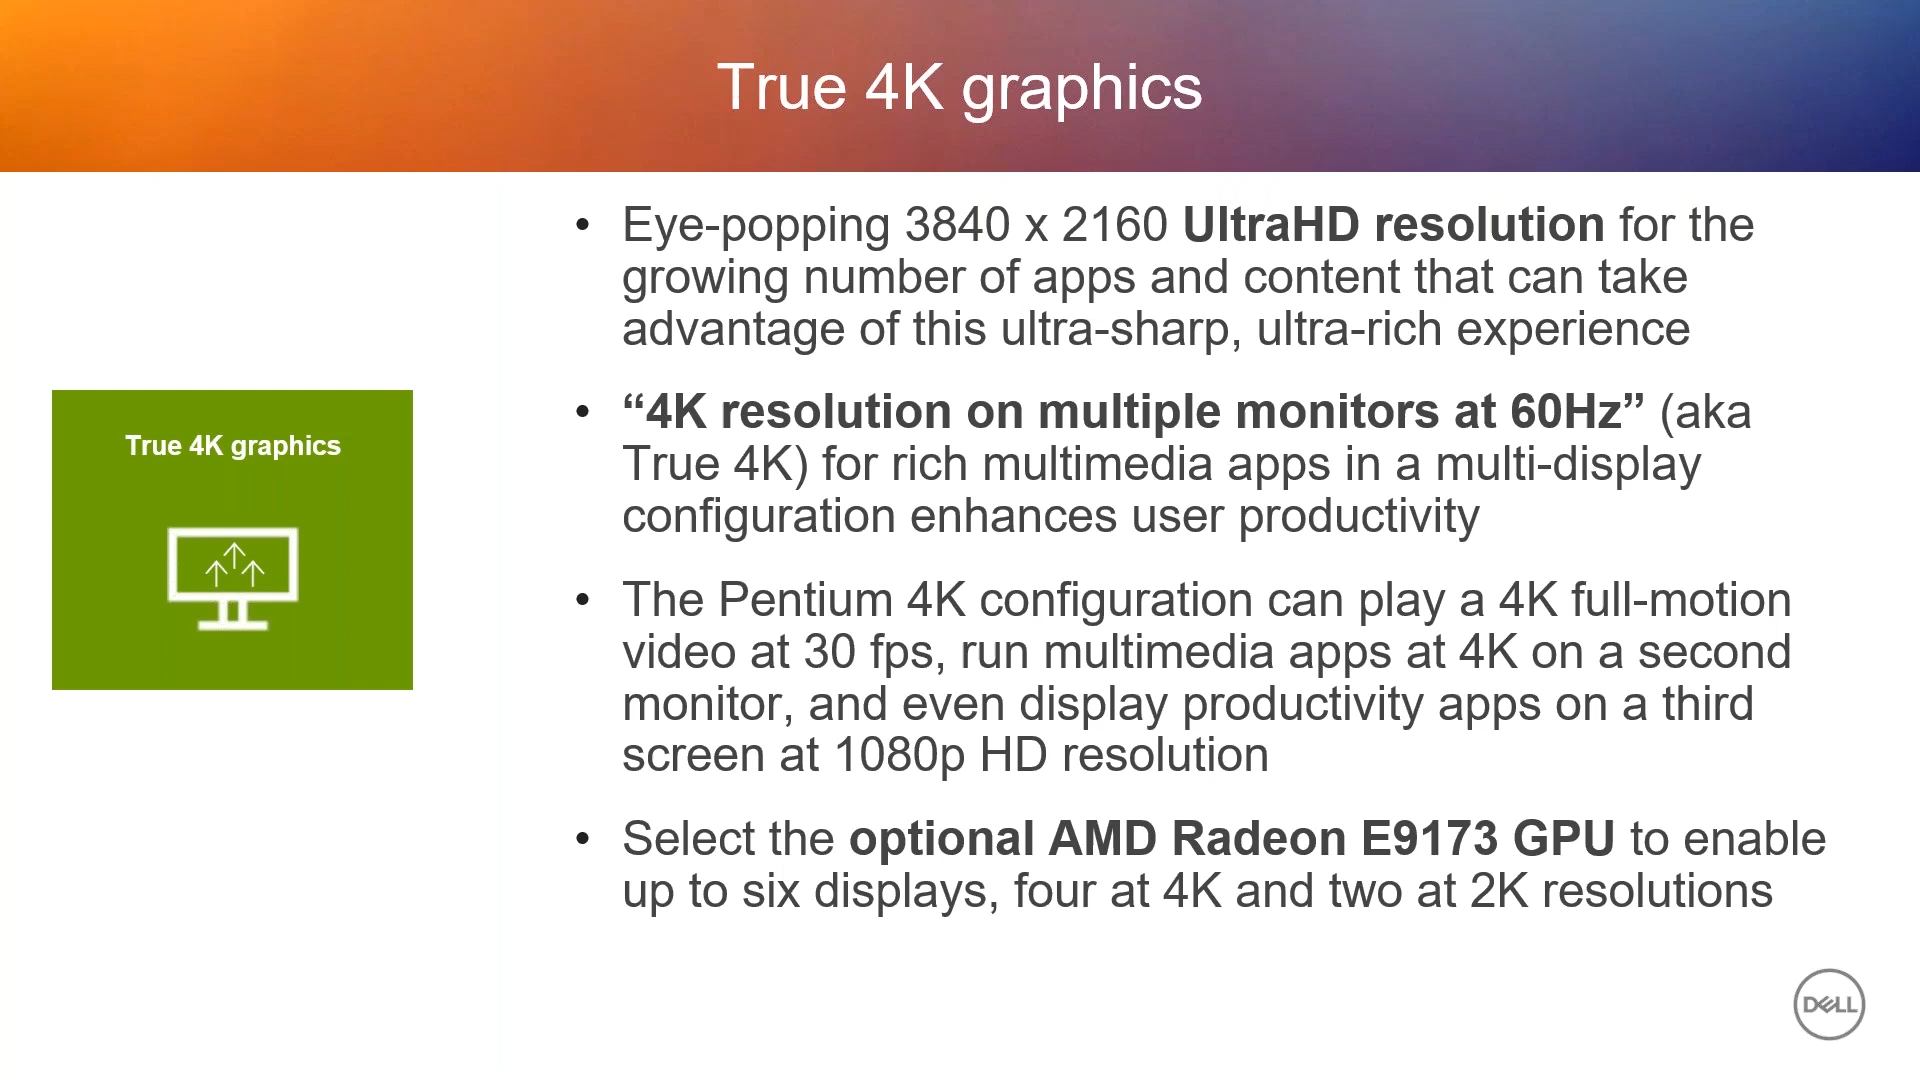 True 4K graphics
True 4K graphics
• Eye-popping 3840 x 2160 UltraHD resolution for the
growing number of apps and content that can take
advantage of this ultra-sharp, ultra-rich experience
• “4K resolution on multiple monitors at 60Hz” (aka
True 4K) for rich multimedia apps in a multi-display
configuration enhances user productivity
• The Pentium 4K configuration can play a 4K full-motion
video at 30 fps, run multimedia apps at 4K on a second
monitor, and even display productivity apps on a third
screen at 1080p HD resolution
• Select the optional AMD Radeon E9173 GPU to enable
up to six displays, four at 4K and two at 2K resolutions
DELL